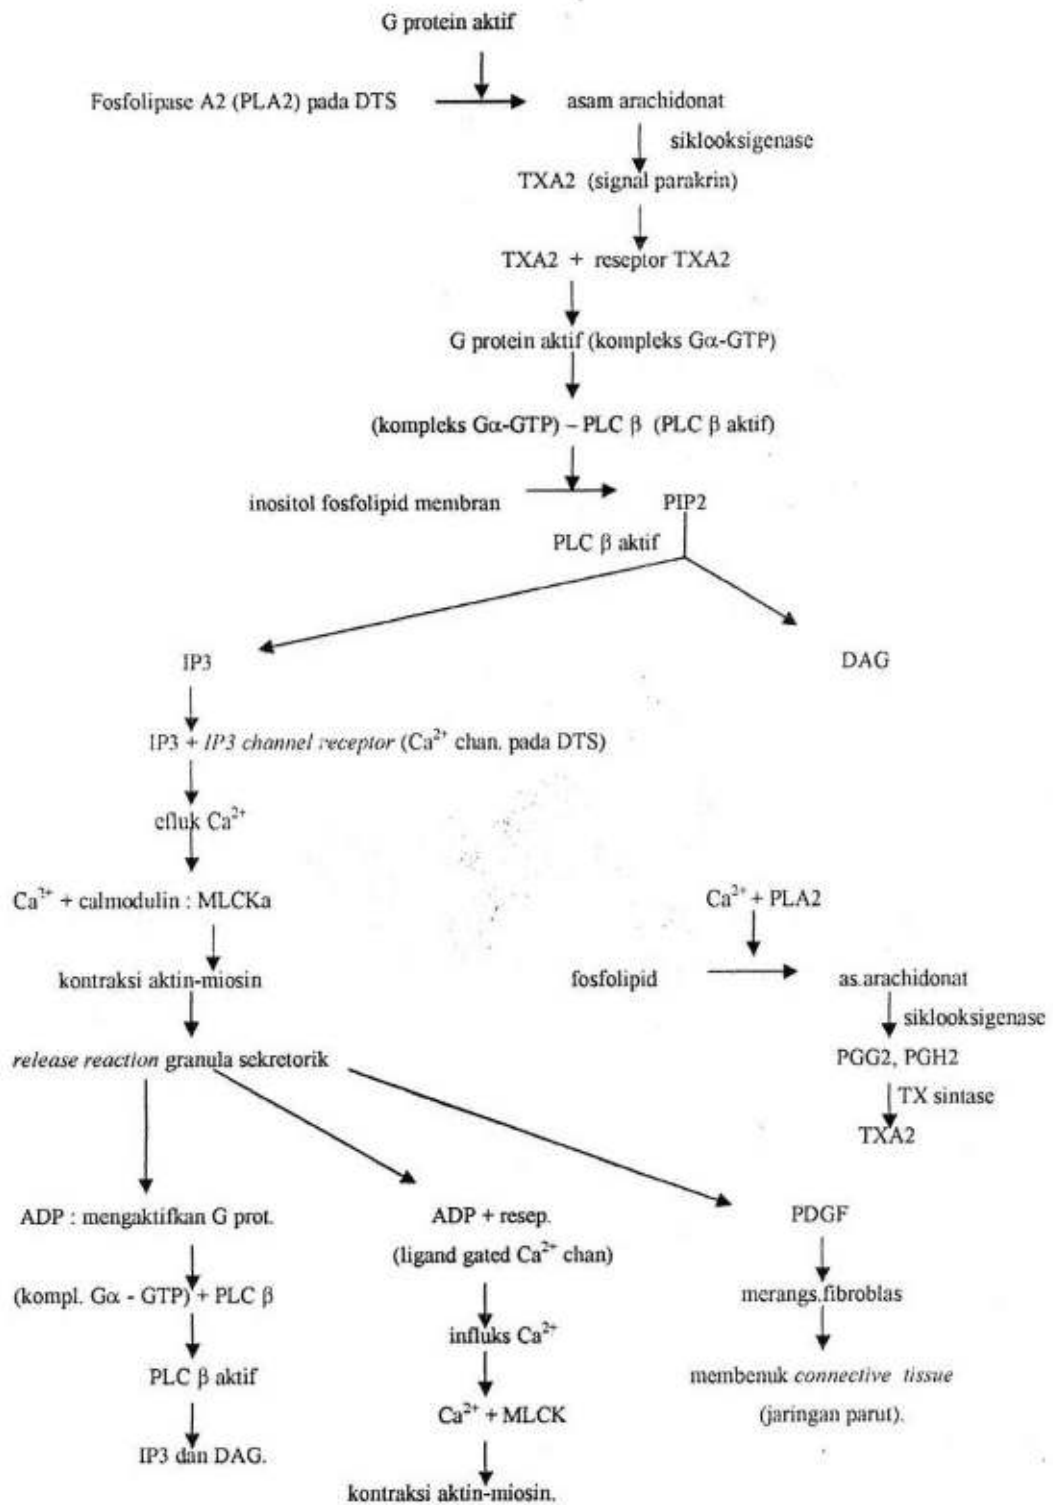 G protein aktif
Fosfolipase A2 (PLA2) pada DTS
asam arachidonat
siklooksigenase
TXA2 (signal parakrin)
TXA2 + reseptor TXA2
G protein aktif (kompleks Gα-GTP)
(kompleks Gα-GTP) – PLC β (PLC β aktif)
inositol fosfolipid membran
PIP2
PLC β aktif
IP3
DAG
IP3 + IP3 channel receptor (Ca²⁺ chan. pada DTS)
efluk Ca²⁺
Ca²⁺ + calmodulin : MLCKa
Ca²⁺ + PLA2
kontraksi aktin-miosin
fosfolipid
as.arachidonat
siklooksigenase
release reaction granula sekretorik
PGG2, PGH2
TX sintase
TXA2
ADP : mengaktifkan G prot.
ADP + resep.
PDGF
(ligand gated Ca²⁺ chan)
(kompl. Gα - GTP) + PLC β
merangs.fibroblas
influks Ca²⁺
PLC β aktif
membenuk connective tissue
Ca²⁺ + MLCK
(jaringan parut).
IP3 dan DAG.
kontraksi aktin-miosin.